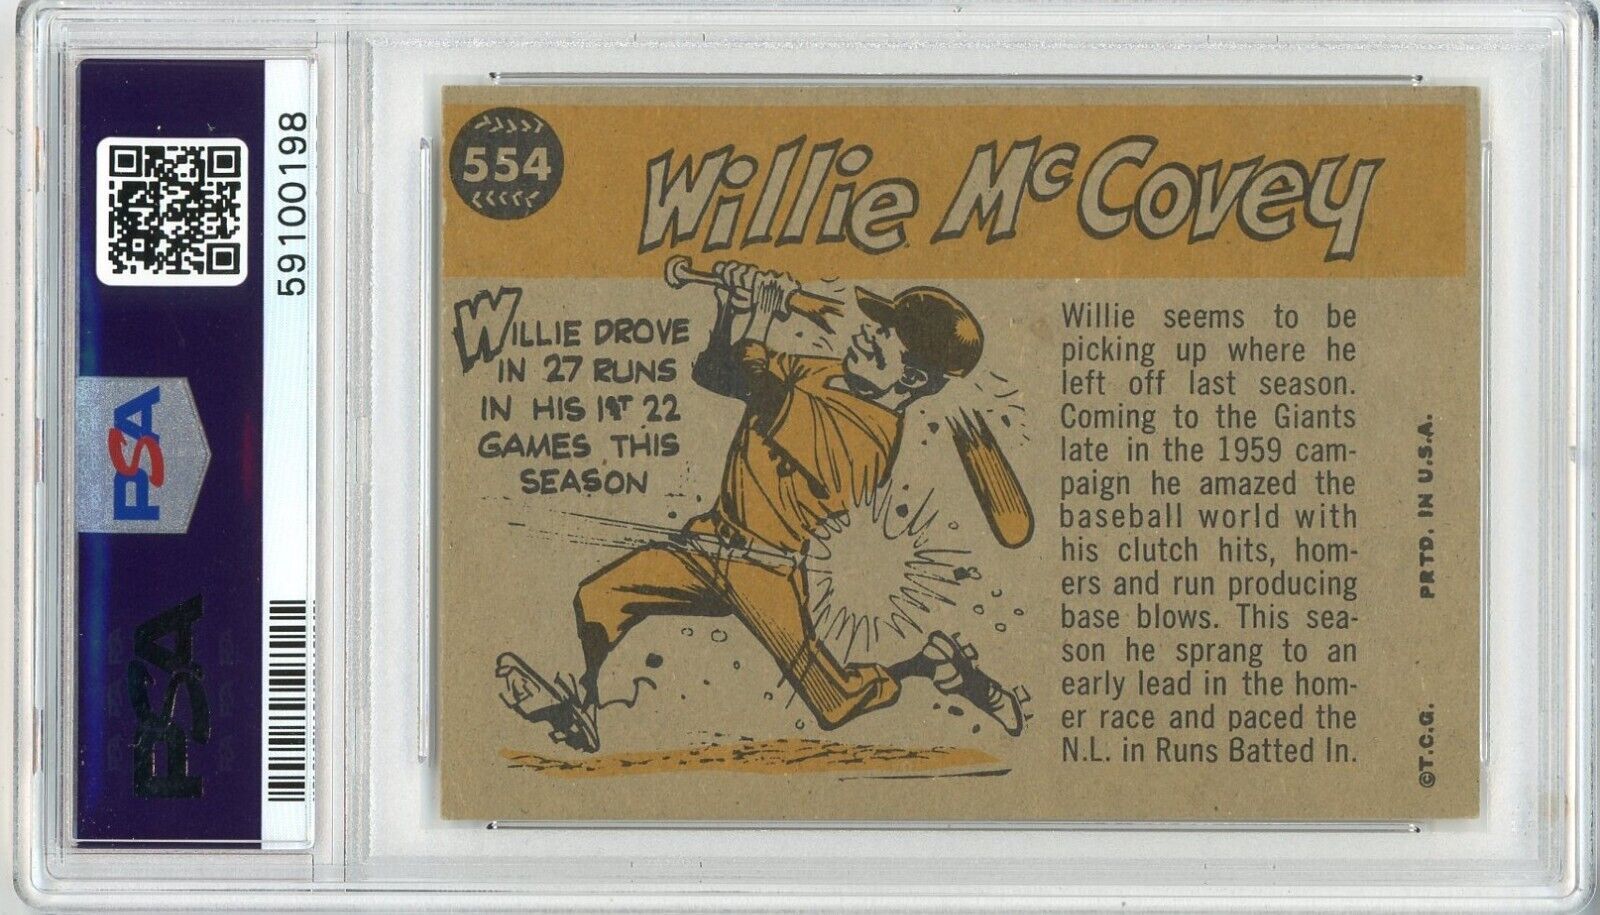 59100198
PSA
PSA
554
Willie McCovey
WILLIE DROVE
IN 27 RUNS
IN HIS 1ST 22
GAMES THIS
SEASON
Willie seems to be
picking up where he
left off last season.
Coming to the Giants
late in the 1959 cam-
paign he amazed the
baseball world with
his clutch hits, hom-
ers and run producing
base blows. This sea-
son he sprang to an
early lead in the hom-
er race and paced the
N.L. in Runs Batted In.
©T.C.G. PRTD. IN U.S.A.